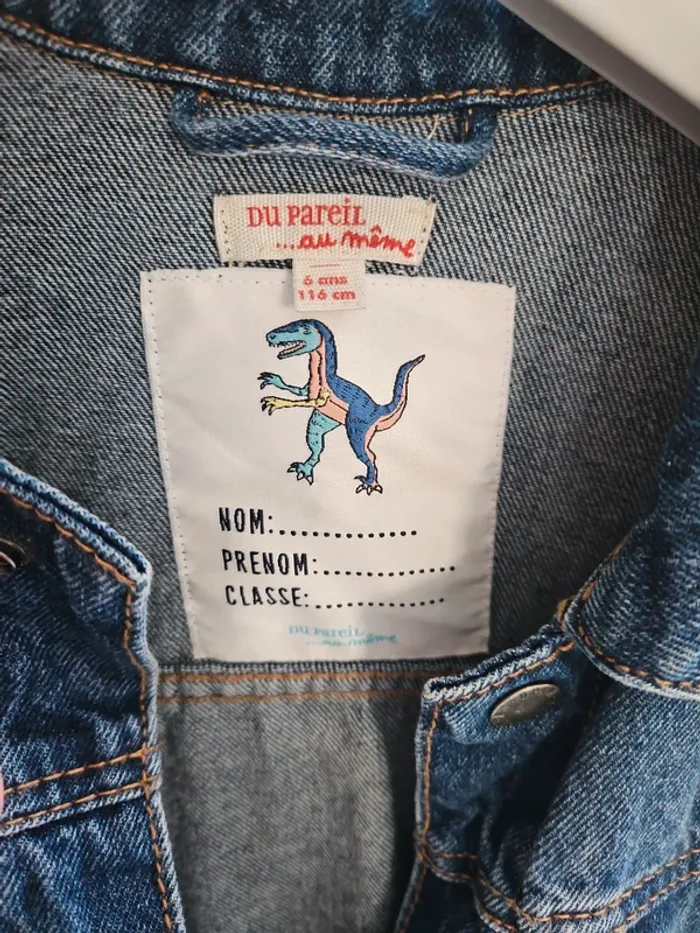 DU PAREIL
...au même
6 ans
116 cm
NOM:..............
PRENOM:..............
CLASSE:..............
DU PAREIL
...au même